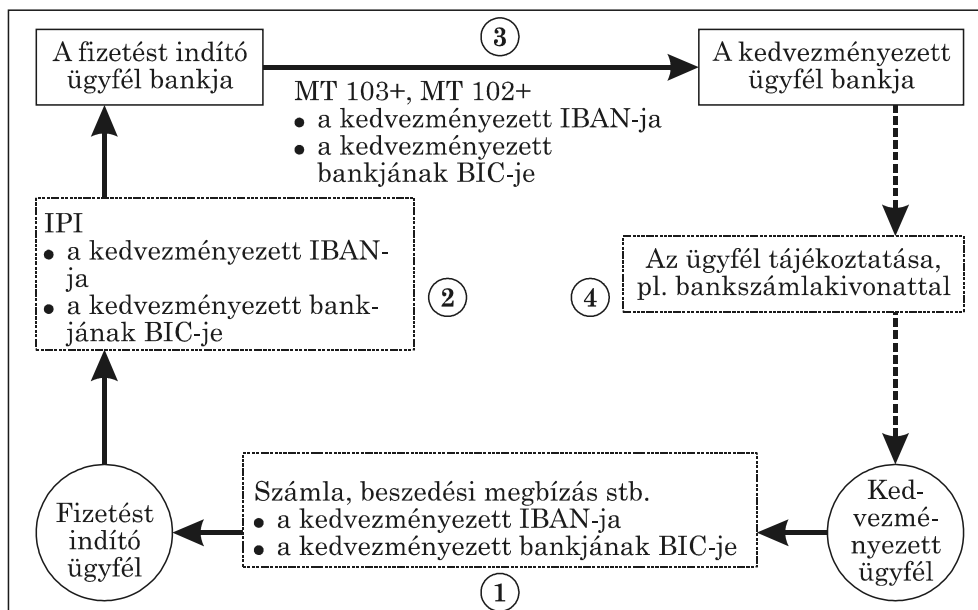 3
A fizetést indító
ügyfél bankja
A kedvezményezett
ügyfél bankja
MT 103+, MT 102+
• a kedvezményezett IBAN-ja
• a kedvezményezett
bankjának BIC-je
IPI
• a kedvezményezett IBAN-
ja
• a kedvezményezett bank-
jának BIC-je
2
4
Az ügyfél tájékoztatása,
pl. bankszámlakivonattal
Fizetést
indító
ügyfél
Számla, beszedési megbízás stb.
• a kedvezményezett IBAN-ja
• a kedvezményezett bankjának BIC-je
Ked-
vezmé-
nyezett
ügyfél
1